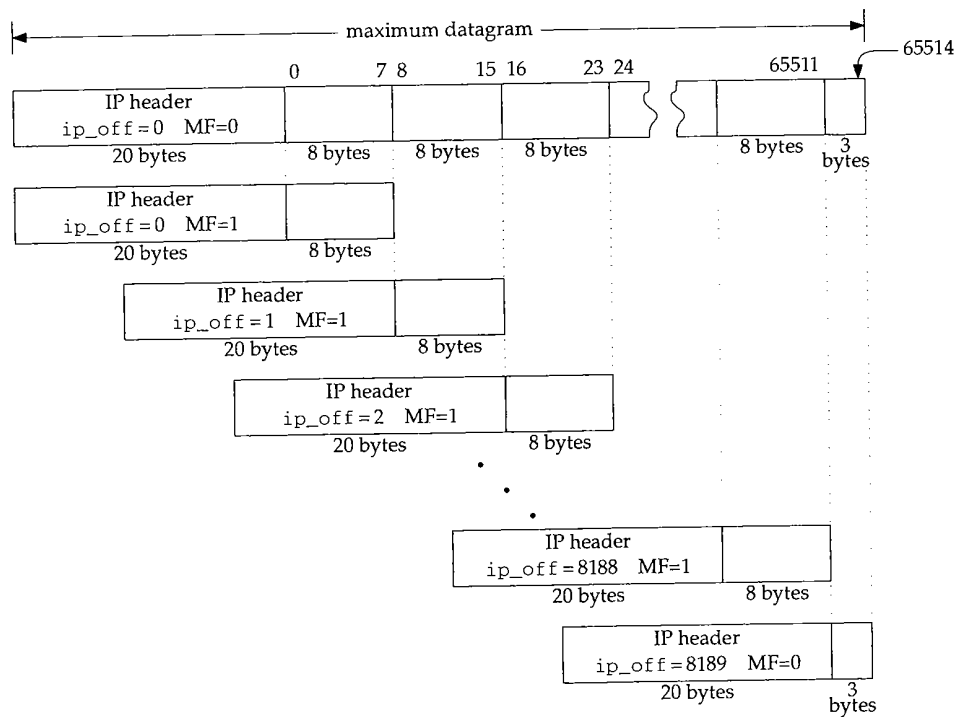 maximum datagram
65514
0 7 8 15 16 23 24 65511
IP header
ip_off=0 MF=0
20 bytes 8 bytes 8 bytes 8 bytes 8 bytes 3 bytes
IP header
ip_off=0 MF=1
20 bytes 8 bytes
IP header
ip_off=1 MF=1
20 bytes 8 bytes
IP header
ip_off=2 MF=1
20 bytes 8 bytes
IP header
ip_off=8188 MF=1
20 bytes 8 bytes
IP header
ip_off=8189 MF=0
20 bytes 3
bytes